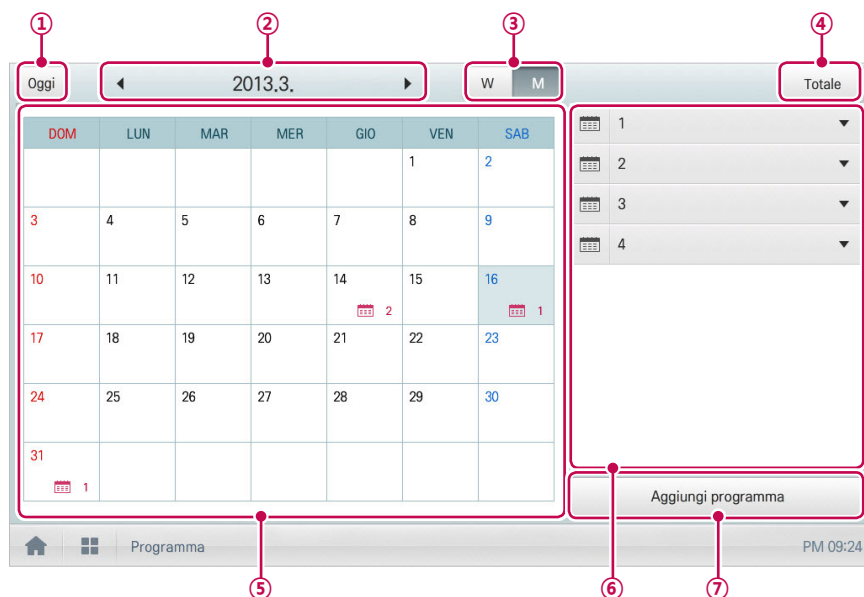 ① ② ③ ④
Oggi 2013.3. W M Totale
DOM LUN MAR MER GIO VEN SAB
1 2
3 4 5 6 7 8 9
10 11 12 13 14 15 16
2 1
17 18 19 20 21 22 23
24 25 26 27 28 29 30
31
1
1
2
3
4
Aggiungi programma
Programma PM 09:24
⑤ ⑥ ⑦